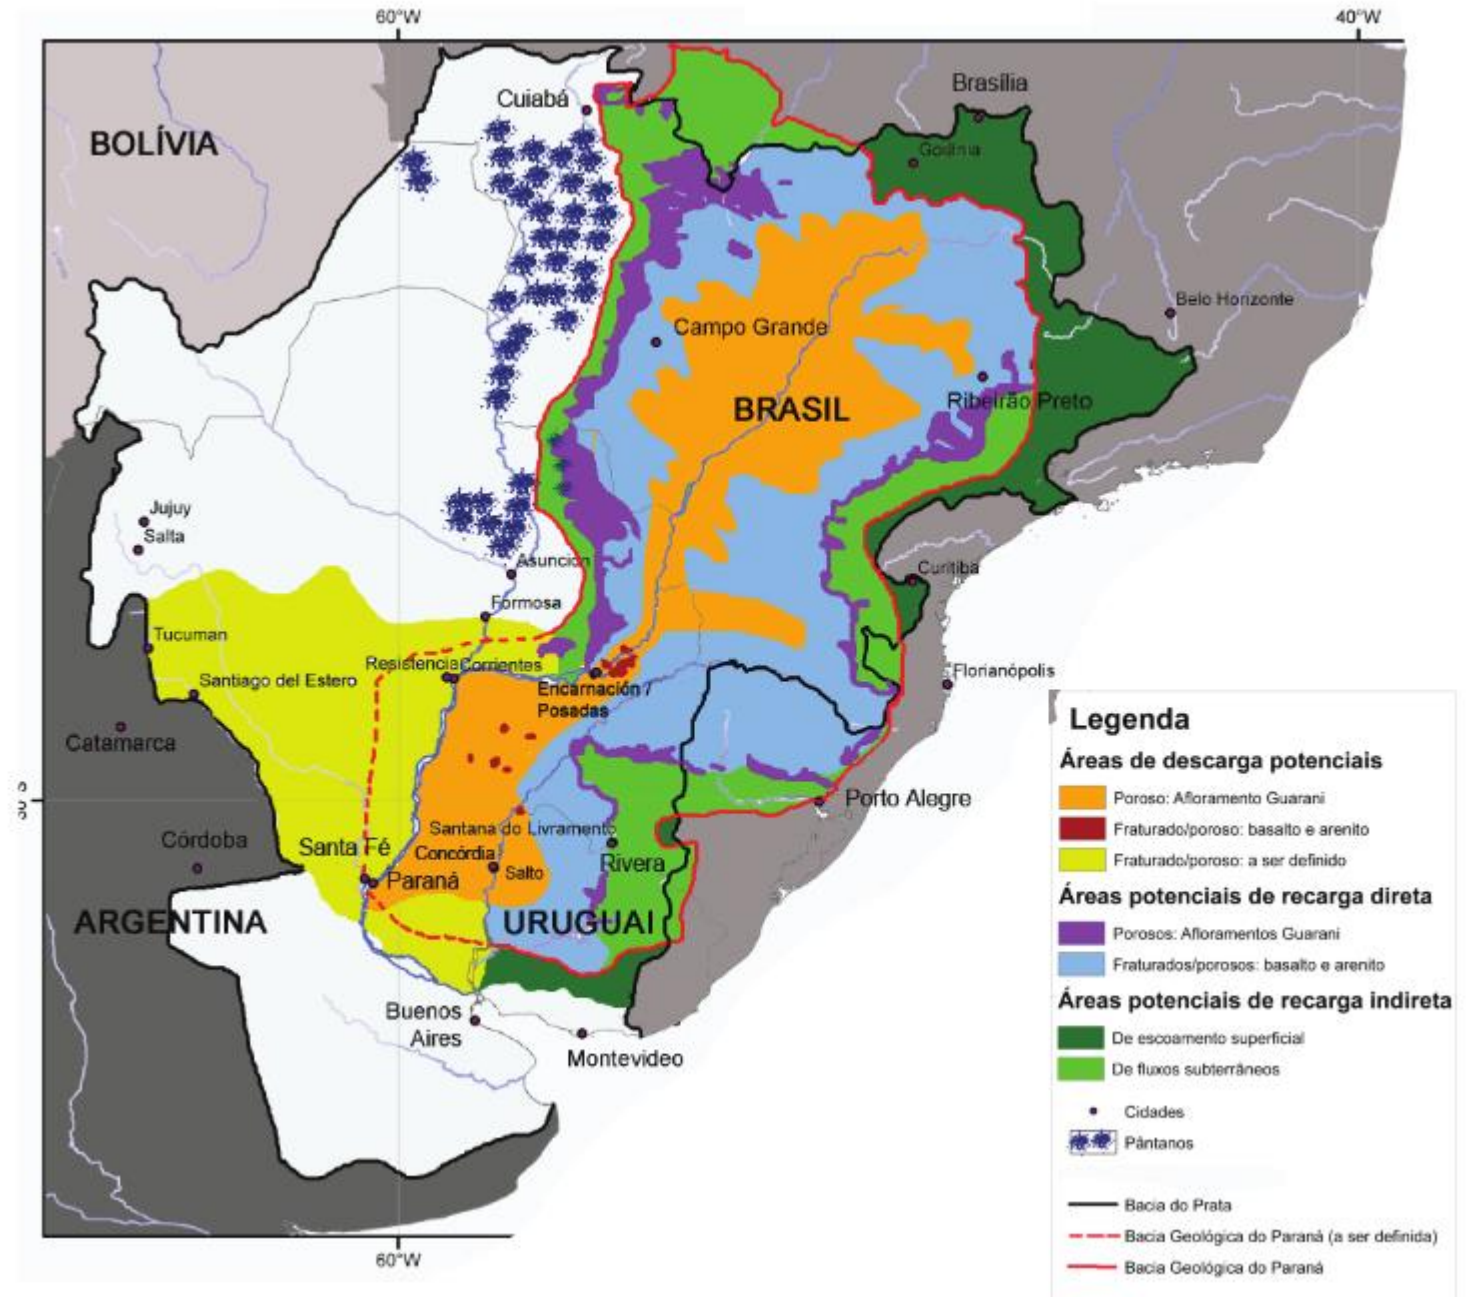 60°W
40°W
Brasília
Cuiabá
BOLÍVIA
Goiânia
Belo Horizonte
Campo Grande
Ribeirão Preto
BRASIL
Jujuy
Salta
Asunción
Curitiba
Formosa
Tucuman
Resistencia
Corrientes
Florianópolis
Santiago del Estero
Encarnación /
Posadas
Catamarca
Porto Alegre
Santana do Livramento
Córdoba
Santa Fé
Concórdia
Rivera
Salto
Paraná
ARGENTINA
URUGUAI
Buenos
Aires
Montevideo
60°W
Legenda
Áreas de descarga potenciais
Poroso: Afloramento Guarani
Fraturado/poroso: basalto e arenito
Fraturado/poroso: a ser definido
Áreas potenciais de recarga direta
Porosos: Afloramentos Guarani
Fraturados/porosos: basalto e arenito
Áreas potenciais de recarga indireta
De escoamento superficial
De fluxos subterrâneos
Cidades
Pântanos
Bacia do Prata
Bacia Geológica do Paraná (a ser definida)
Bacia Geológica do Paraná